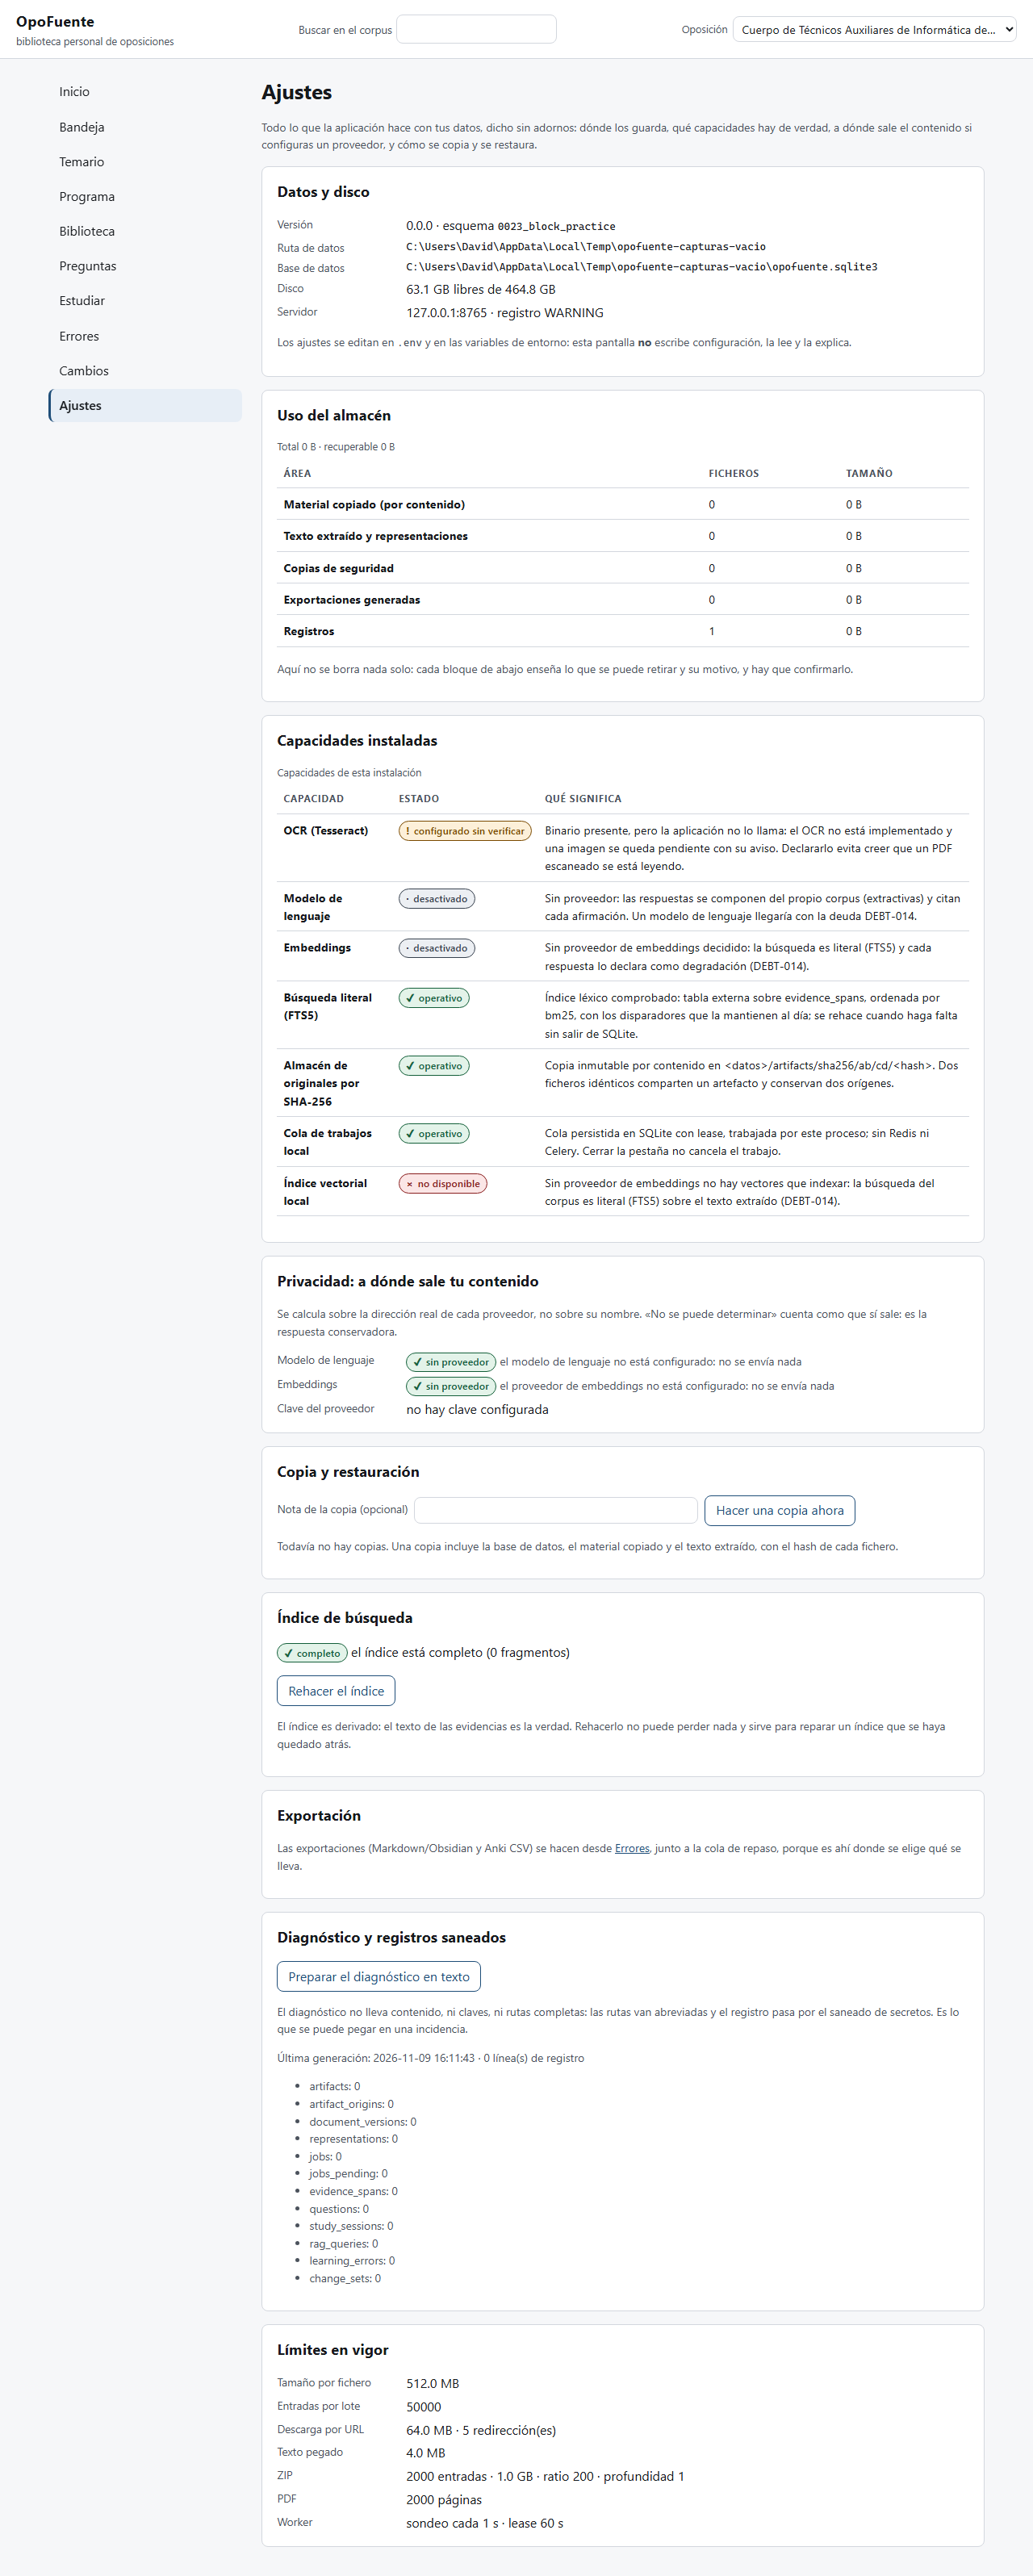 OpoFuente
biblioteca personal de oposiciones
Buscar en el corpus
Oposición
Cuerpo de Técnicos Auxiliares de Informática de...
Inicio
Bandeja
Temario
Programa
Biblioteca
Preguntas
Estudiar
Errores
Cambios
Ajustes
Ajustes
Todo lo que la aplicación hace con tus datos, dicho sin adornos: dónde los guarda, qué capacidades hay de verdad, a dónde sale el contenido si
configuras un proveedor, y cómo se copia y se restaura.
Datos y disco
Versión 0.0.0 · esquema 0023_block_practice
Ruta de datos C:\Users\David\AppData\Local\Temp\opofuente-capturas-vacio
Base de datos C:\Users\David\AppData\Local\Temp\opofuente-capturas-vacio\opofuente.sqlite3
Disco 63.1 GB libres de 464.8 GB
Servidor 127.0.0.1:8765 · registro WARNING
Los ajustes se editan en .env y en las variables de entorno: esta pantalla no escribe configuración, la lee y la explica.
Uso del almacén
Total 0 B · recuperable 0 B
ÁREA FICHEROS TAMAÑO
Material copiado (por contenido) 0 0 B
Texto extraído y representaciones 0 0 B
Copias de seguridad 0 0 B
Exportaciones generadas 0 0 B
Registros 1 0 B
Aquí no se borra nada solo: cada bloque de abajo enseña lo que se puede retirar y su motivo, y hay que confirmarlo.
Capacidades instaladas
Capacidades de esta instalación
CAPACIDAD ESTADO QUÉ SIGNIFICA
OCR (Tesseract) ! configurado sin verificar Binario presente, pero la aplicación no lo llama: el OCR no está implementado y
una imagen se queda pendiente con su aviso. Declararlo evita creer que un PDF
escaneado se está leyendo.
Modelo de · desactivado Sin proveedor: las respuestas se componen del propio corpus (extractivas) y citan
lenguaje cada afirmación. Un modelo de lenguaje llegaría con la deuda DEBT-014.
Embeddings · desactivado Sin proveedor de embeddings decidido: la búsqueda es literal (FTS5) y cada
respuesta lo declara como degradación (DEBT-014).
Búsqueda literal ✓ operativo Índice léxico comprobado: tabla externa sobre evidence_spans, ordenada por
(FTS5) bm25, con los disparadores que la mantienen al día; se rehace cuando haga falta
sin salir de SQLite.
Almacén de ✓ operativo Copia inmutable por contenido en <datos>/artifacts/sha256/ab/cd/<hash>. Dos
originales por ficheros idénticos comparten un artefacto y conservan dos orígenes.
SHA-256
Cola de trabajos ✓ operativo Cola persistida en SQLite con lease, trabajada por este proceso; sin Redis ni
local Celery. Cerrar la pestaña no cancela el trabajo.
Índice vectorial × no disponible Sin proveedor de embeddings no hay vectores que indexar: la búsqueda del
local corpus es literal (FTS5) sobre el texto extraído (DEBT-014).
Privacidad: a dónde sale tu contenido
Se calcula sobre la dirección real de cada proveedor, no sobre su nombre. «No se puede determinar» cuenta como que sí sale: es la
respuesta conservadora.
Modelo de lenguaje ✓ sin proveedor el modelo de lenguaje no está configurado: no se envía nada
Embeddings ✓ sin proveedor el proveedor de embeddings no está configurado: no se envía nada
Clave del proveedor no hay clave configurada
Copia y restauración
Nota de la copia (opcional) Hacer una copia ahora
Todavía no hay copias. Una copia incluye la base de datos, el material copiado y el texto extraído, con el hash de cada fichero.
Índice de búsqueda
✓ completo el índice está completo (0 fragmentos)
Rehacer el índice
El índice es derivado: el texto de las evidencias es la verdad. Rehacerlo no puede perder nada y sirve para reparar un índice que se haya
quedado atrás.
Exportación
Las exportaciones (Markdown/Obsidian y Anki CSV) se hacen desde Errores, junto a la cola de repaso, porque es ahí donde se elige qué se
lleva.
Diagnóstico y registros saneados
Preparar el diagnóstico en texto
El diagnóstico no lleva contenido, ni claves, ni rutas completas: las rutas van abreviadas y el registro pasa por el saneado de secretos. Es lo
que se puede pegar en una incidencia.
Última generación: 2026-11-09 16:11:43 · 0 línea(s) de registro
• artifacts: 0
• artifact_origins: 0
• document_versions: 0
• representations: 0
• jobs: 0
• jobs_pending: 0
• evidence_spans: 0
• questions: 0
• study_sessions: 0
• rag_queries: 0
• learning_errors: 0
• change_sets: 0
Límites en vigor
Tamaño por fichero 512.0 MB
Entradas por lote 50000
Descarga por URL 64.0 MB · 5 redirección(es)
Texto pegado 4.0 MB
ZIP 2000 entradas · 1.0 GB · ratio 200 · profundidad 1
PDF 2000 páginas
Worker sondeo cada 1 s · lease 60 s